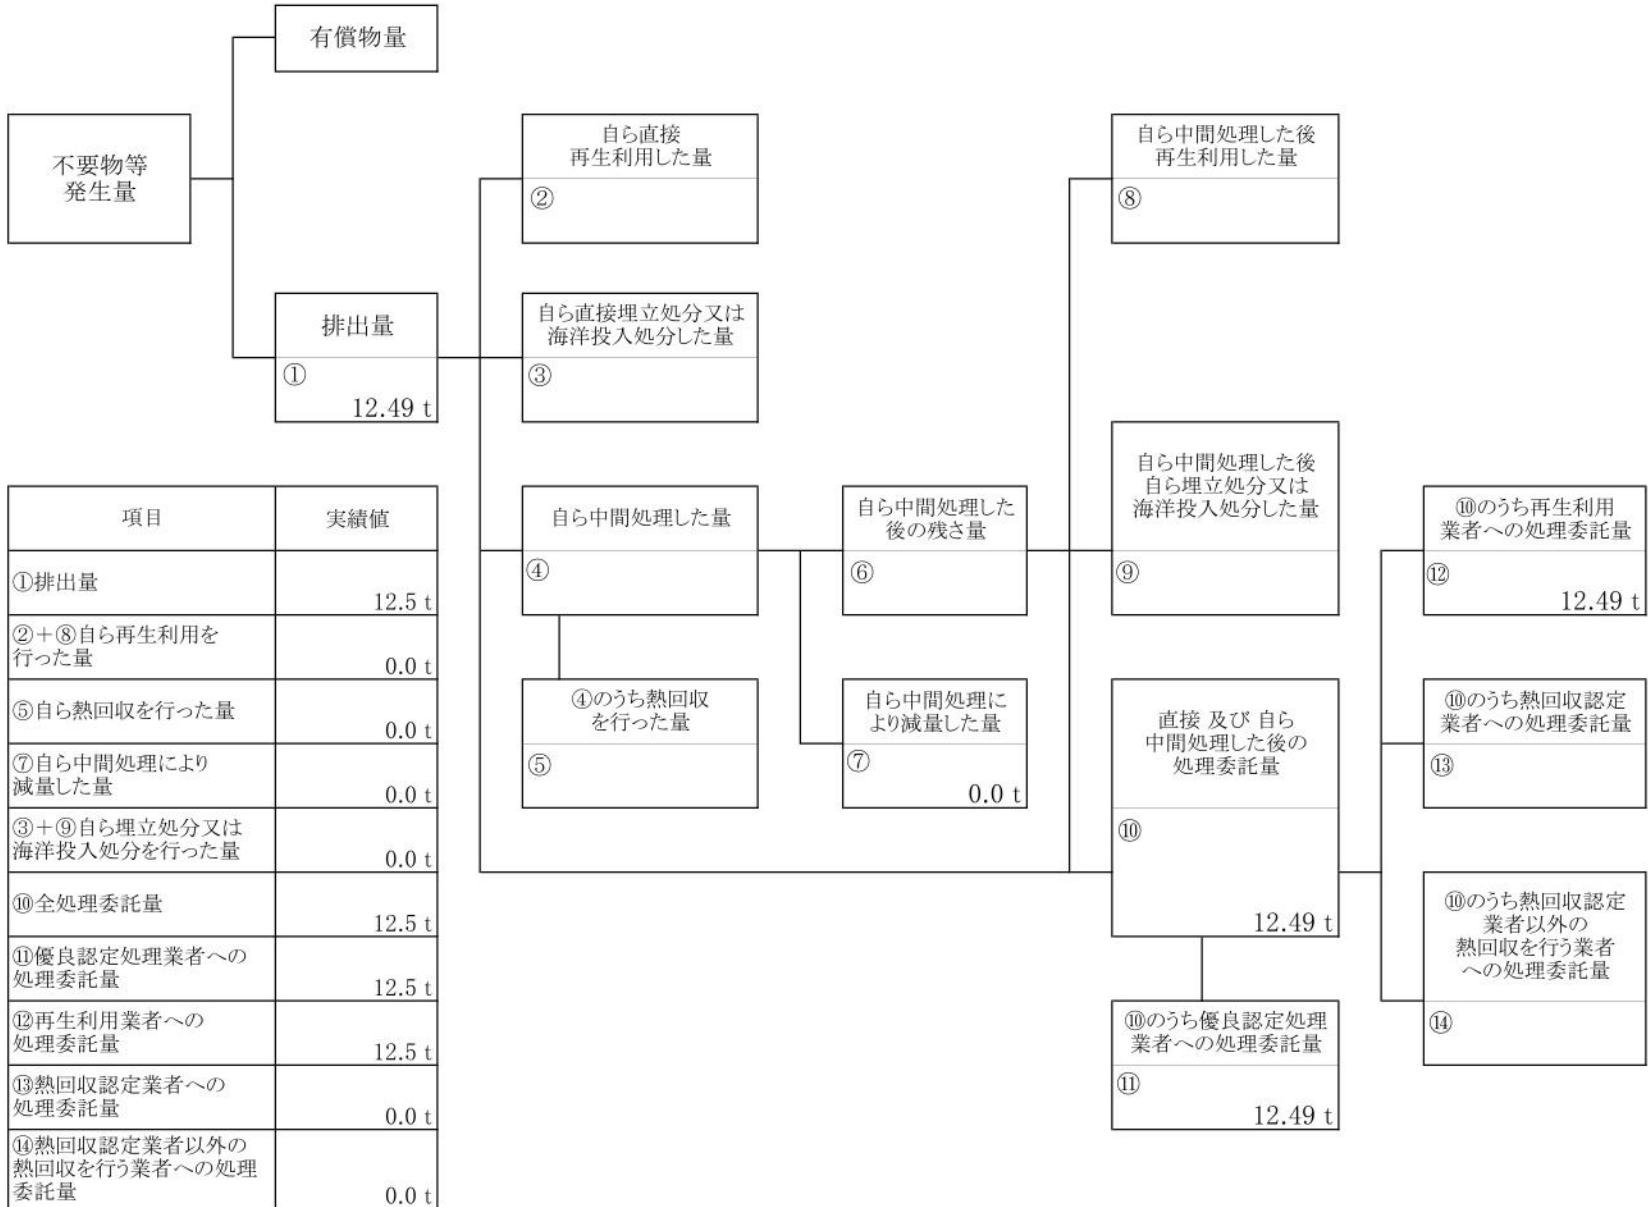 有償物量
不要物等
発生量
自ら直接
再生利用した量
②
自ら中間処理した後
再生利用した量
⑧
排出量
①
12.49 t
自ら直接埋立処分又は
海洋投入処分した量
③
自ら中間処理した量
④
自ら中間処理した
後の残さ量
⑥
自ら中間処理した後
自ら埋立処分又は
海洋投入処分した量
⑨
⑩のうち再生利用
業者への処理委託量
⑫
12.49 t
④のうち熱回収
を行った量
⑤
自ら中間処理に
より減量した量
⑦
0.0 t
直接 及び 自ら
中間処理した後の
処理委託量
⑩
12.49 t
⑩のうち熱回収認定
業者への処理委託量
⑬
⑩のうち熱回収認定
業者以外の
熱回収を行う業者
への処理委託量
⑭
⑩のうち優良認定処理
業者への処理委託量
⑪
12.49 t
項目 実績値
①排出量
12.5 t
②＋⑧自ら再生利用を
行った量
0.0 t
⑤自ら熱回収を行った量
0.0 t
⑦自ら中間処理により
減量した量
0.0 t
③＋⑨自ら埋立処分又は
海洋投入処分を行った量
0.0 t
⑩全処理委託量
12.5 t
⑪優良認定処理業者への
処理委託量
12.5 t
⑫再生利用業者への
処理委託量
12.5 t
⑬熱回収認定業者への
処理委託量
0.0 t
⑭熱回収認定業者以外の
熱回収を行う業者への処理
委託量
0.0 t